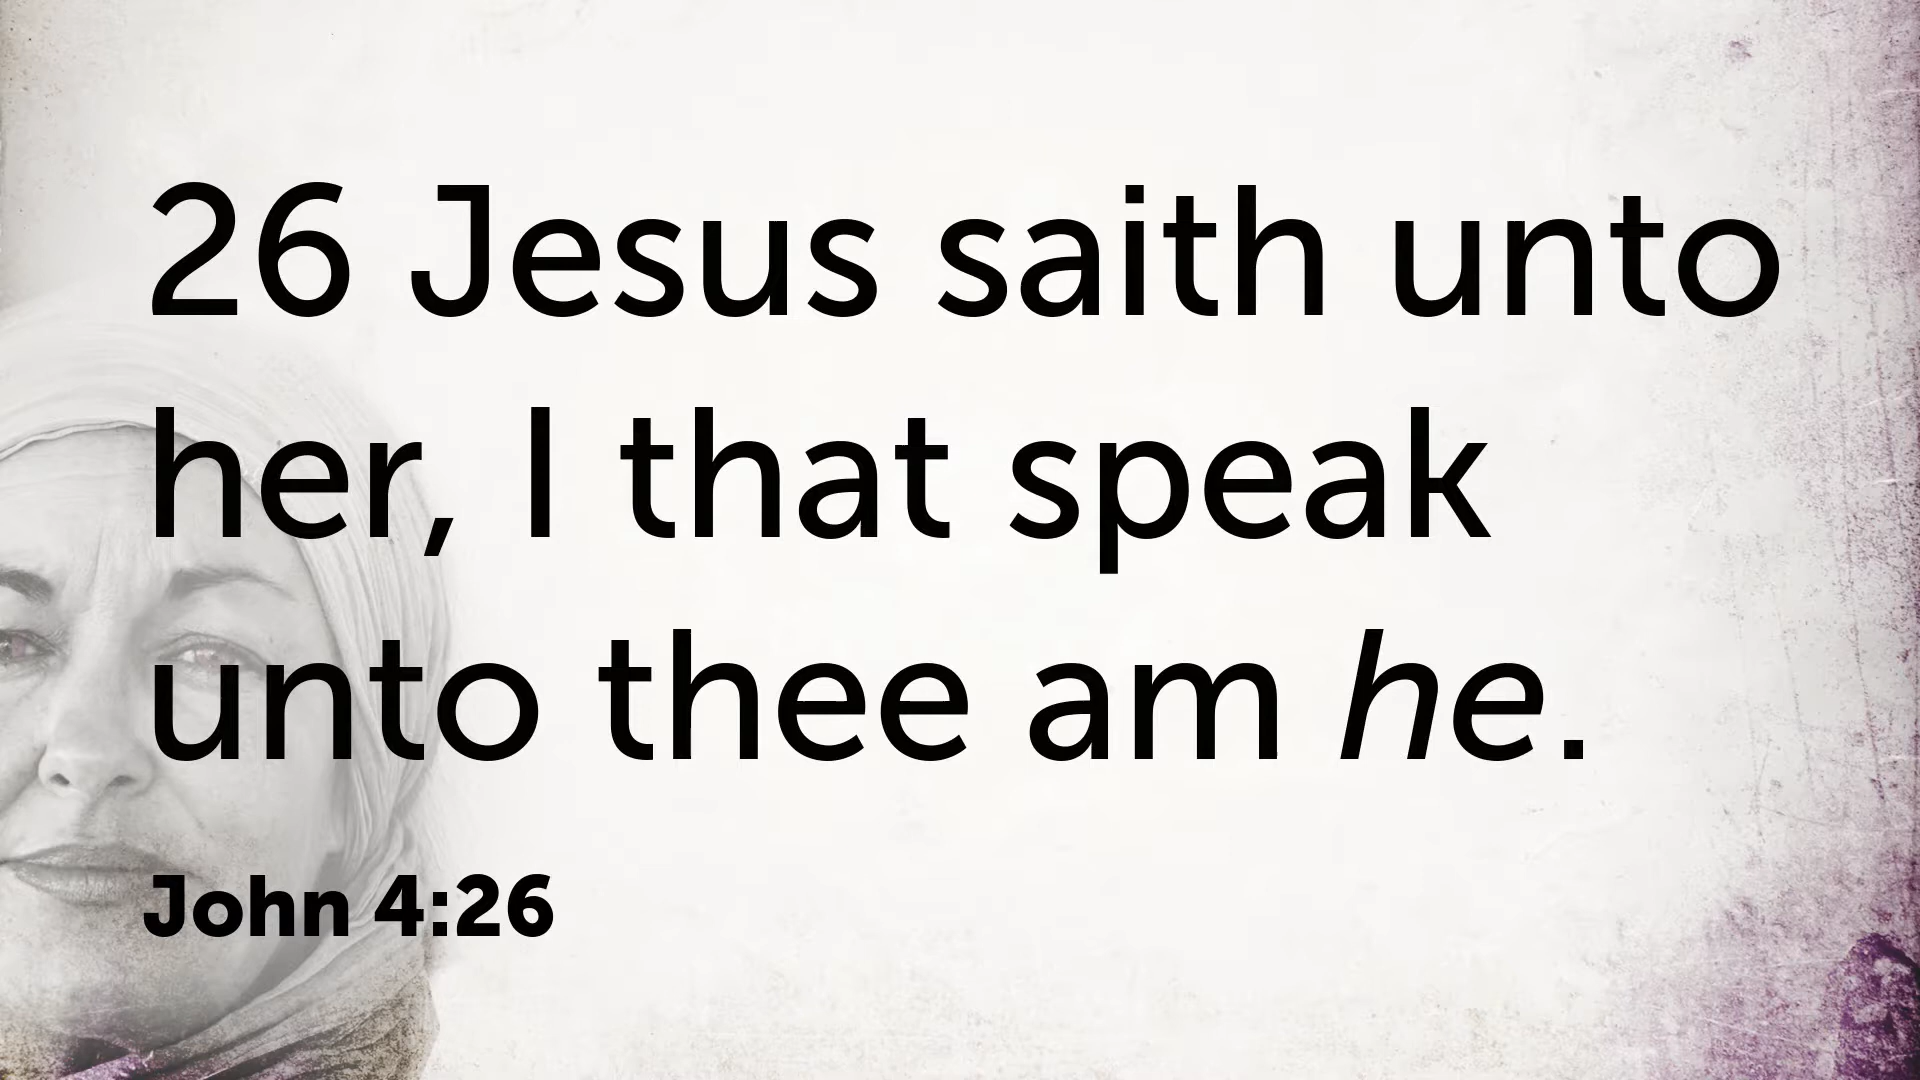 26 Jesus saith unto
her, I that speak
unto thee am he.
John 4:26